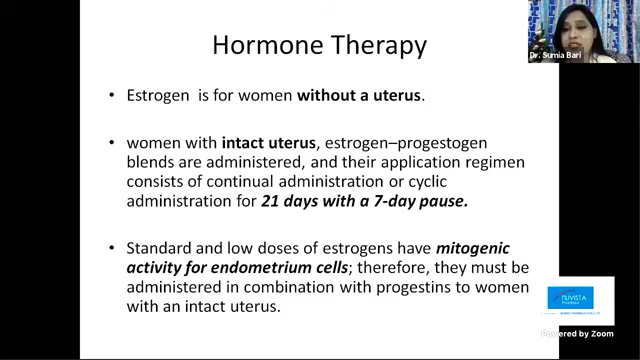 Hormone Therapy
Dr. Sumia Bari
• Estrogen is for women without a uterus.
• women with intact uterus, estrogen–progestogen
blends are administered, and their application regimen
consists of continual administration or cyclic
administration for 21 days with a 7-day pause.
• Standard and low doses of estrogens have mitogenic
activity for endometrium cells; therefore, they must be
administered in combination with progestins to women
with an intact uterus.
NUVISTA
Powered by Zoom